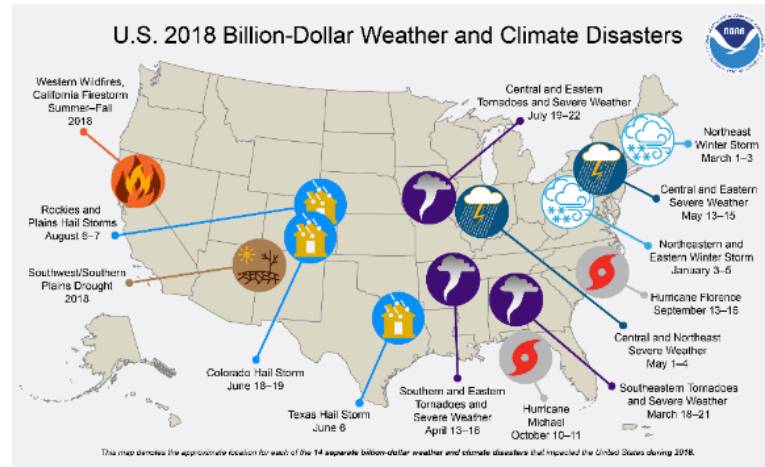 U.S. 2018 Billion-Dollar Weather and Climate Disasters
NOAA
Western Wildfires,
California Firestorm
Summer–Fall
2018
Central and Eastern
Tornadoes and Severe Weather
July 19–22
Northeast
Winter Storm
March 1–3
Central and Eastern
Severe Weather
May 13–15
Rockies and
Plains Hail Storms
August 6–7
Northeastern and
Eastern Winter Storm
January 3–5
Southwest/Southern
Plains Drought
2018
Hurricane Florence
September 13–16
Central and Northeast
Severe Weather
May 1–4
Colorado Hail Storm
June 18–19
Texas Hail Storm
June 6
Southern and Eastern
Tornadoes and
Severe Weather
April 13–16
Hurricane
Michael
October 10–11
Southeastern Tornadoes
and Severe Weather
March 18–21
This map denotes the approximate location for each of the 14 separate billion-dollar weather and climate disasters that impacted the United States during 2018.